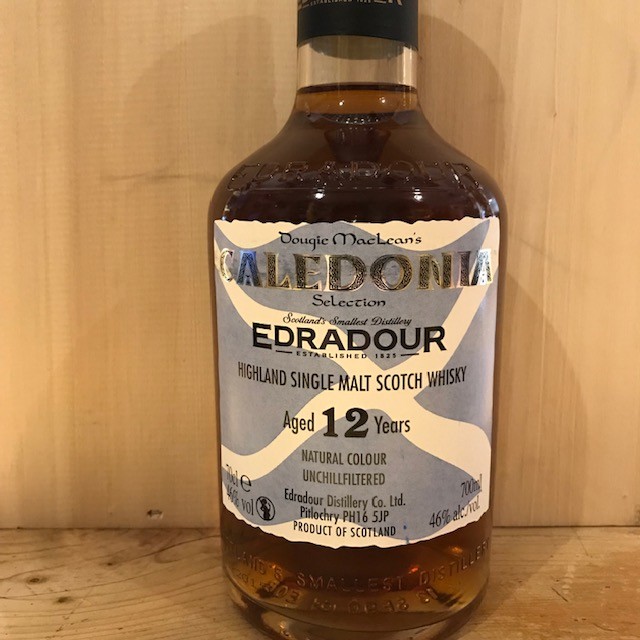 EDRADOUR
Dougie MacLean's
CALEDONIA
Selection
Scotland's Smallest Distillery
EDRADOUR
ESTABLISHED 1825
HIGHLAND SINGLE MALT SCOTCH WHISKY
Aged 12 Years
NATURAL COLOUR
UNCHILLFILTERED
70cl e
46% vol
Edradour Distillery Co. Ltd.
Pitlochry PH16 5JP
PRODUCT OF SCOTLAND
700ml
46% alc./vol.
SMALLEST